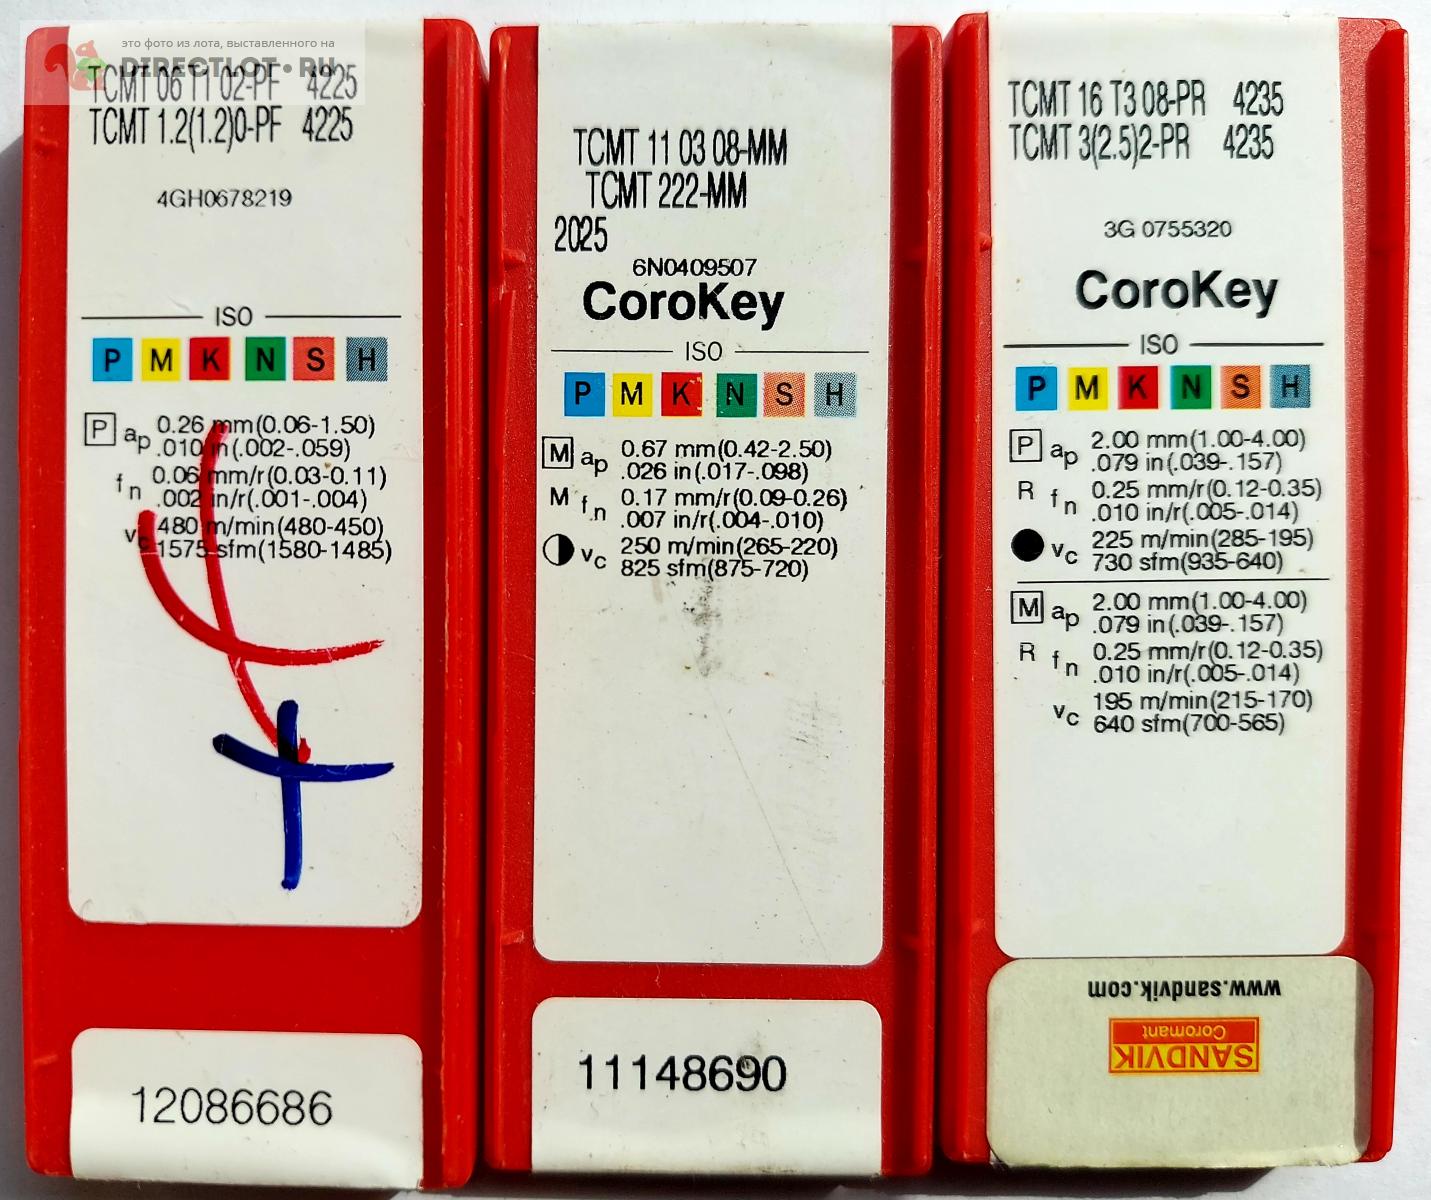 это фото из лота, выставленного на
DIRECTLOT.RU
TCMT 06 T1 02-PF 4225
TCMT 1.2(1.2)0-PF 4225
4GH0678219
ISO
P M K N S H
P ap 0.26 mm(0.06-1.50)
.010 in(.002-.059)
fn 0.06 mm/r(0.03-0.11)
.002 in/r(.001-.004)
vc 480 m/min(480-450)
1575 sfm(1580-1485)
12086686
TCMT 11 03 08-MM
TCMT 222-MM
2025
6N0409507
CoroKey
ISO
P M K N S H
M ap 0.67 mm(0.42-2.50)
.026 in(.017-.098)
M fn 0.17 mm/r(0.09-0.26)
.007 in/r(.004-.010)
vc 250 m/min(265-220)
825 sfm(875-720)
11148690
TCMT 16 T3 08-PR 4235
TCMT 3(2.5)2-PR 4235
3G 0755320
CoroKey
ISO
P M K N S H
P ap 2.00 mm(1.00-4.00)
.079 in(.039-.157)
R fn 0.25 mm/r(0.12-0.35)
.010 in/r(.005-.014)
vc 225 m/min(285-195)
730 sfm(935-640)
M ap 2.00 mm(1.00-4.00)
.079 in(.039-.157)
R fn 0.25 mm/r(0.12-0.35)
.010 in/r(.005-.014)
vc 195 m/min(215-170)
640 sfm(700-565)
www.sandvik.com
SANDVIK
Coromant